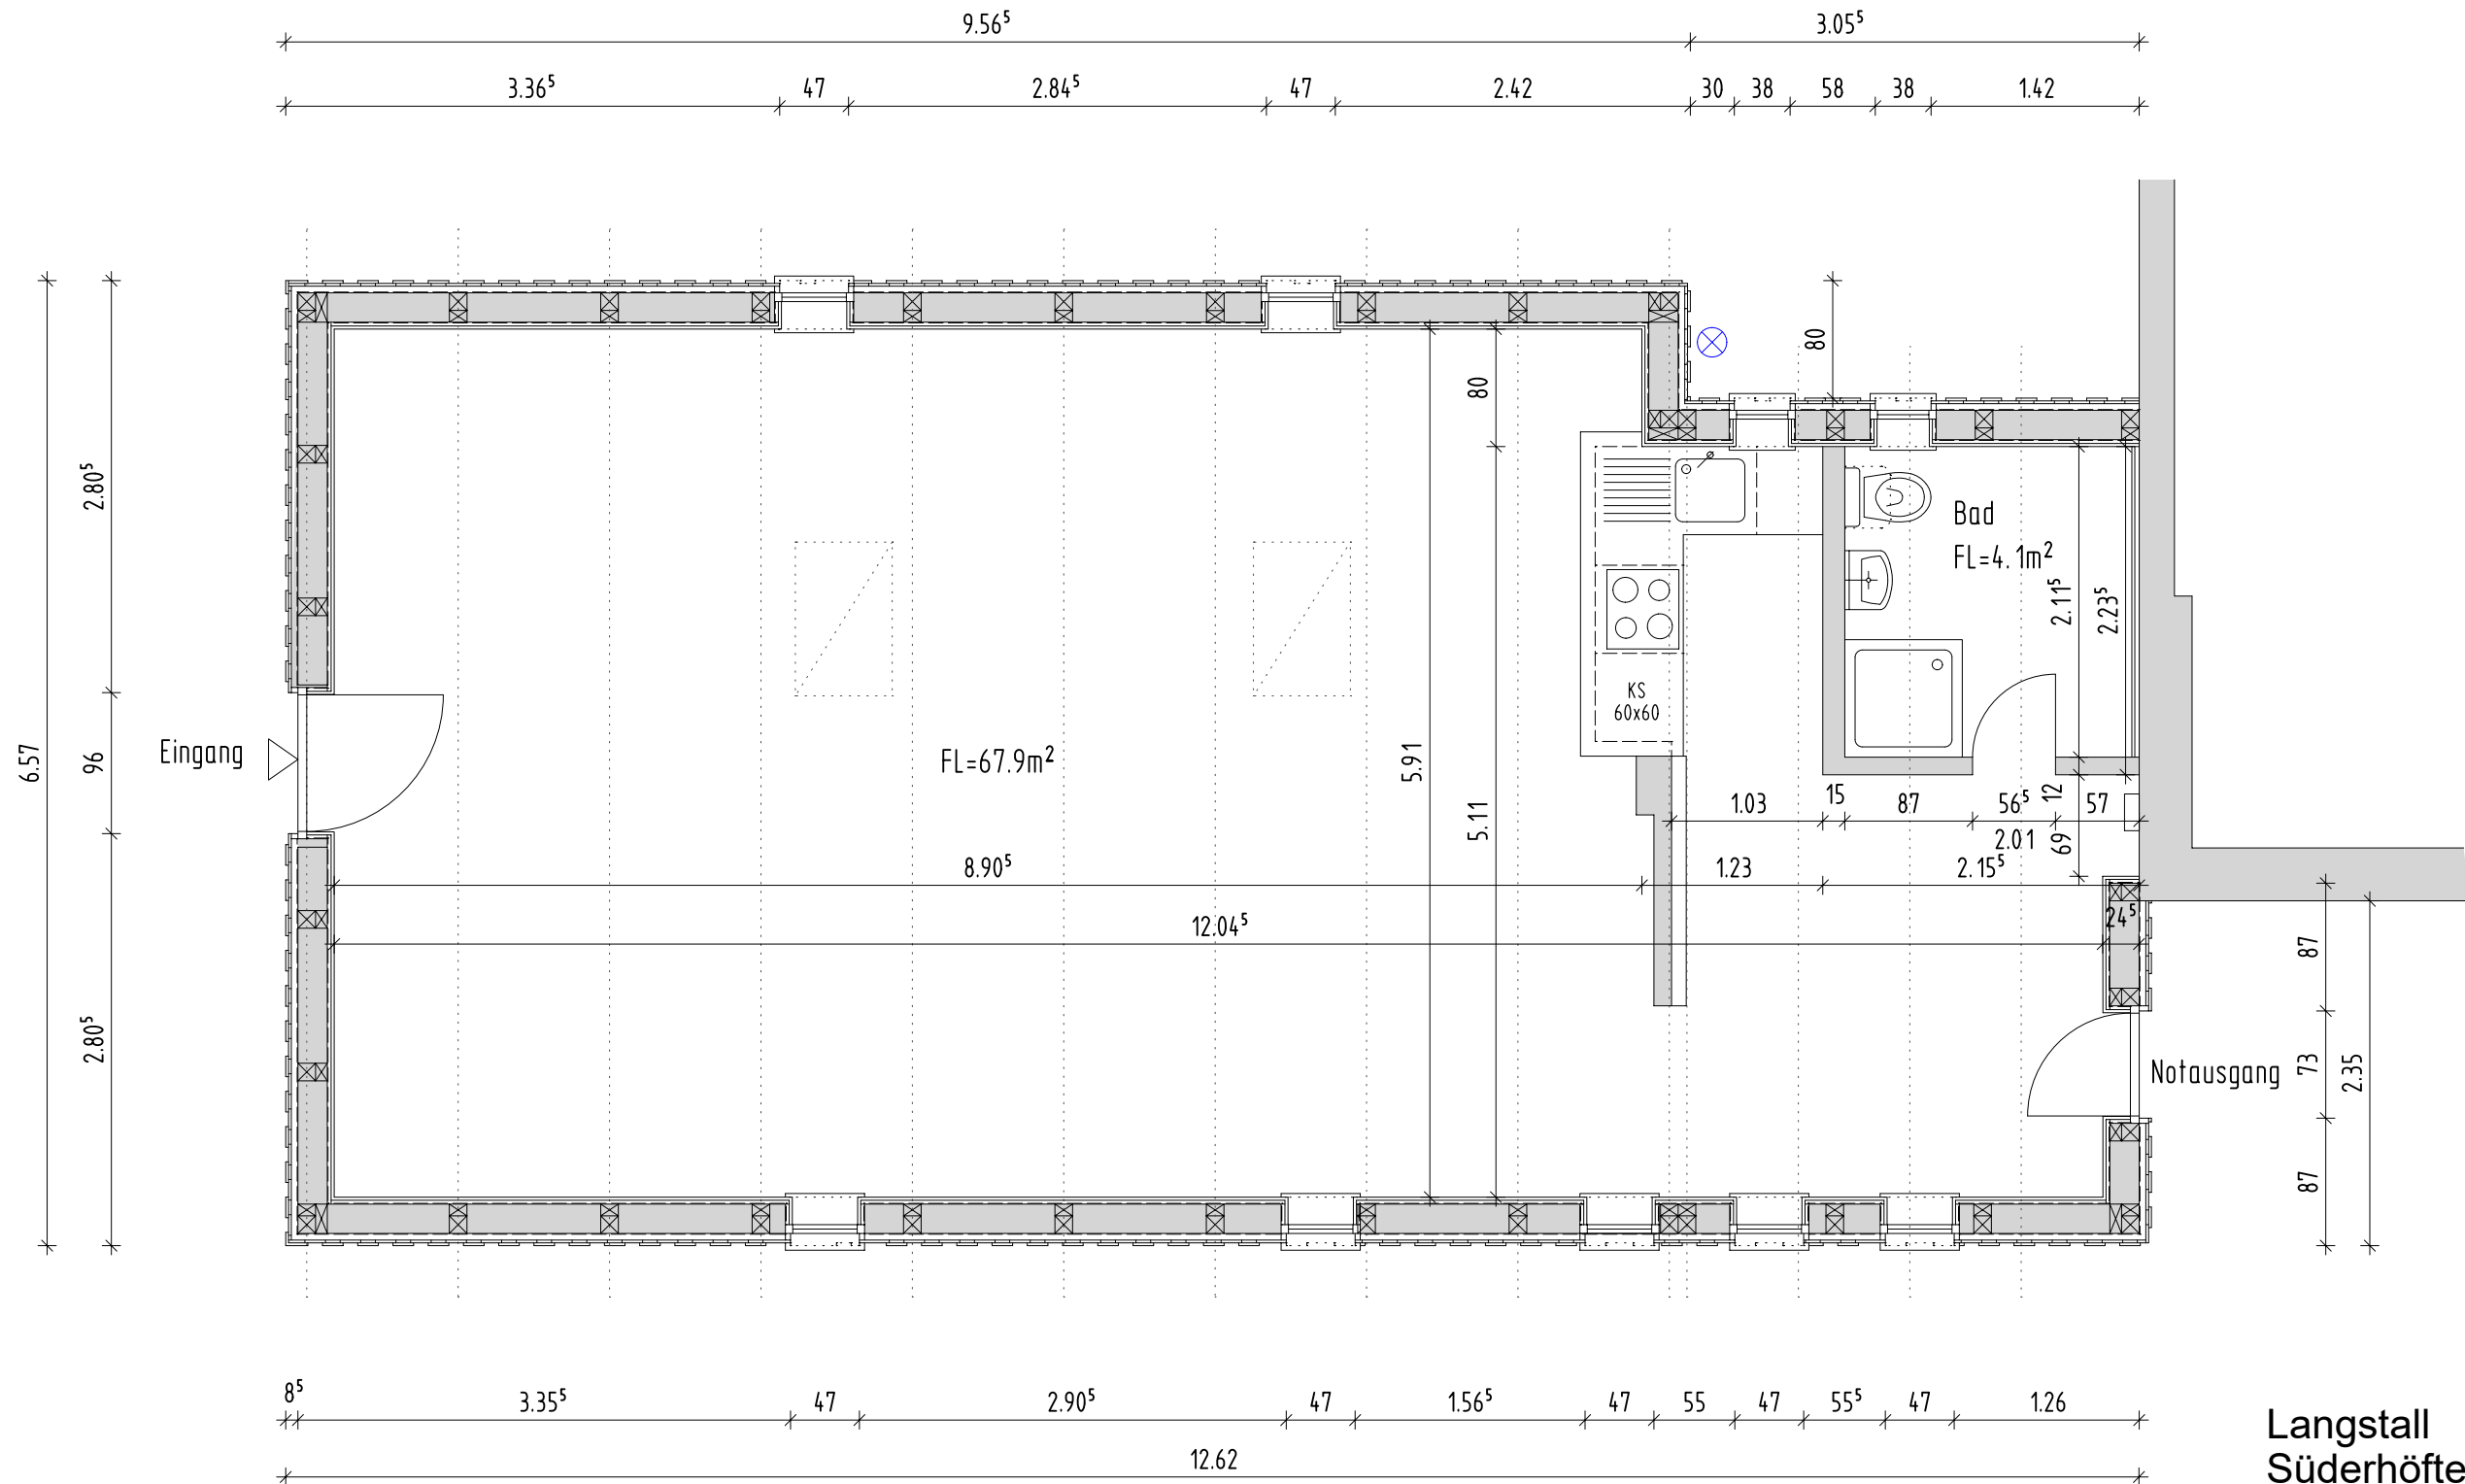 9.56⁵ 3.05⁵
3.36⁵ 47 2.84⁵ 47 2.42 30 38 58 38 1.42
80
80
2.80⁵
Bad
FL=4.1m²
2.11⁵ 2.23⁵
KS
60x60
6.57 96 Eingang FL=67.9m² 5.91
5.11
1.03 15 87 56⁵ 12 57
2.01 69
8.90⁵ 1.23 2.15⁵
12.04⁵ 24⁵
87
2.80⁵ Notausgang 73 2.35
87
8⁵ 3.35⁵ 47 2.90⁵ 47 1.56⁵ 47 55 47 55⁵ 47 1.26
12.62
Langstall
Süderhöfte